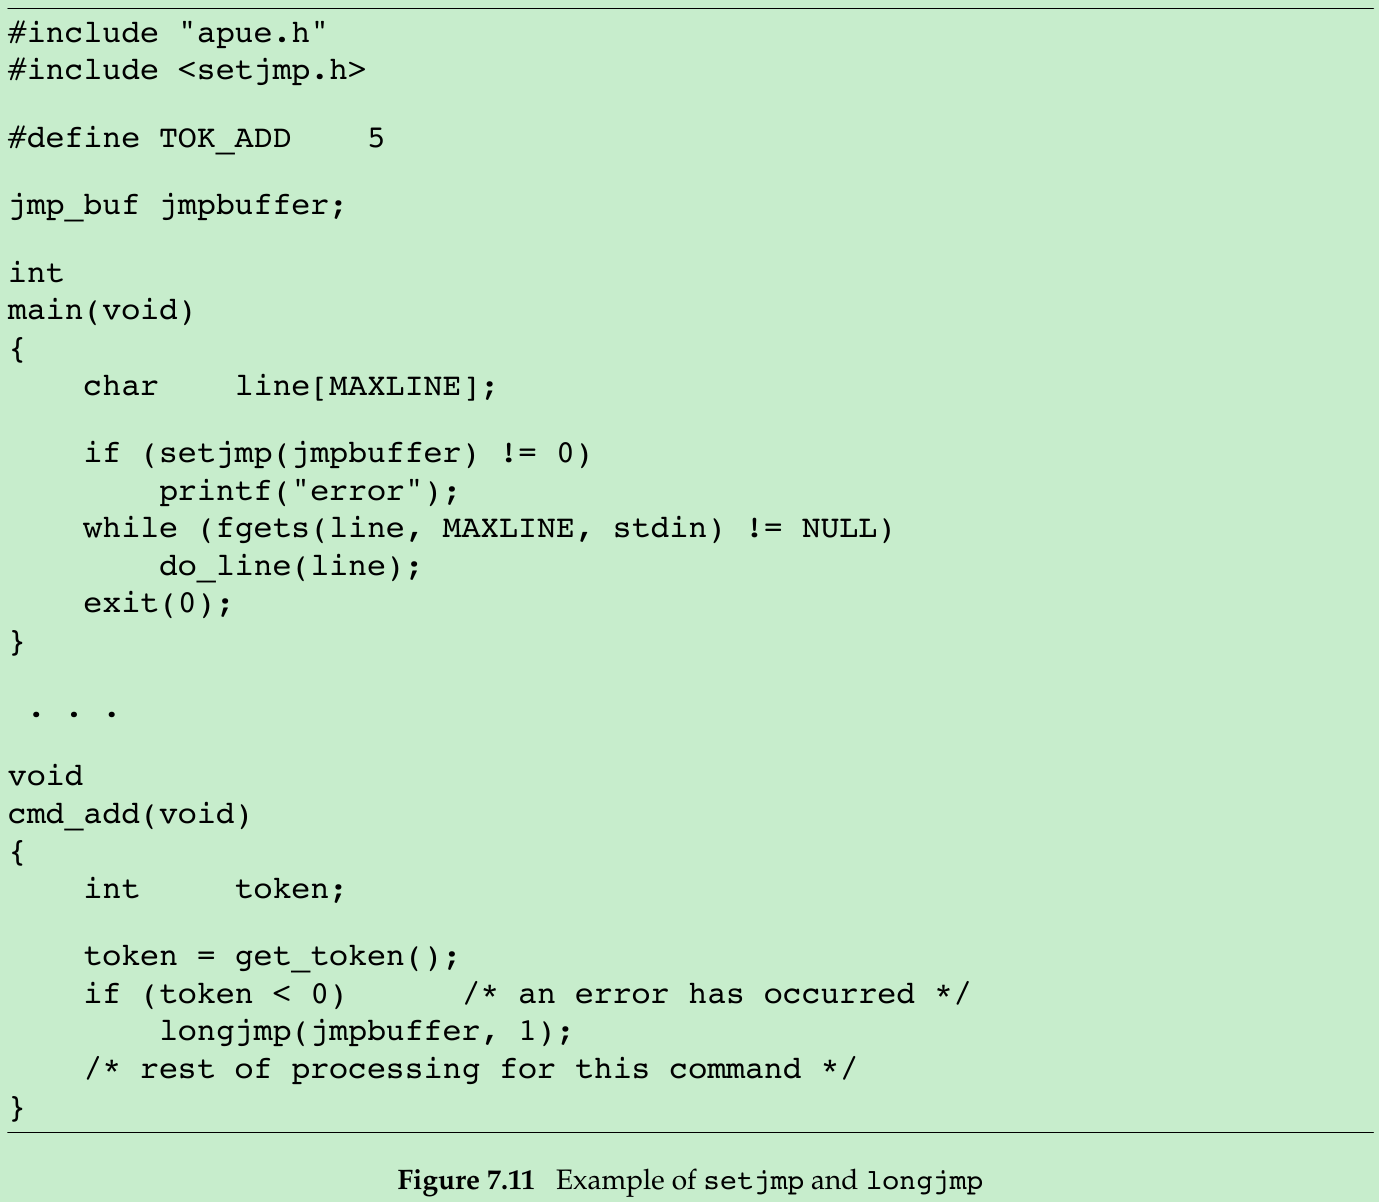 #include "apue.h"
#include <setjmp.h>
#define TOK_ADD    5
jmp_buf jmpbuffer;
int
main(void)
{
    char    line[MAXLINE];
    if (setjmp(jmpbuffer) != 0)
        printf("error");
    while (fgets(line, MAXLINE, stdin) != NULL)
        do_line(line);
    exit(0);
}
 . . .
void
cmd_add(void)
{
    int     token;
    token = get_token();
    if (token < 0)      /* an error has occurred */
        longjmp(jmpbuffer, 1);
    /* rest of processing for this command */
}
Figure 7.11   Example of setjmp and longjmp